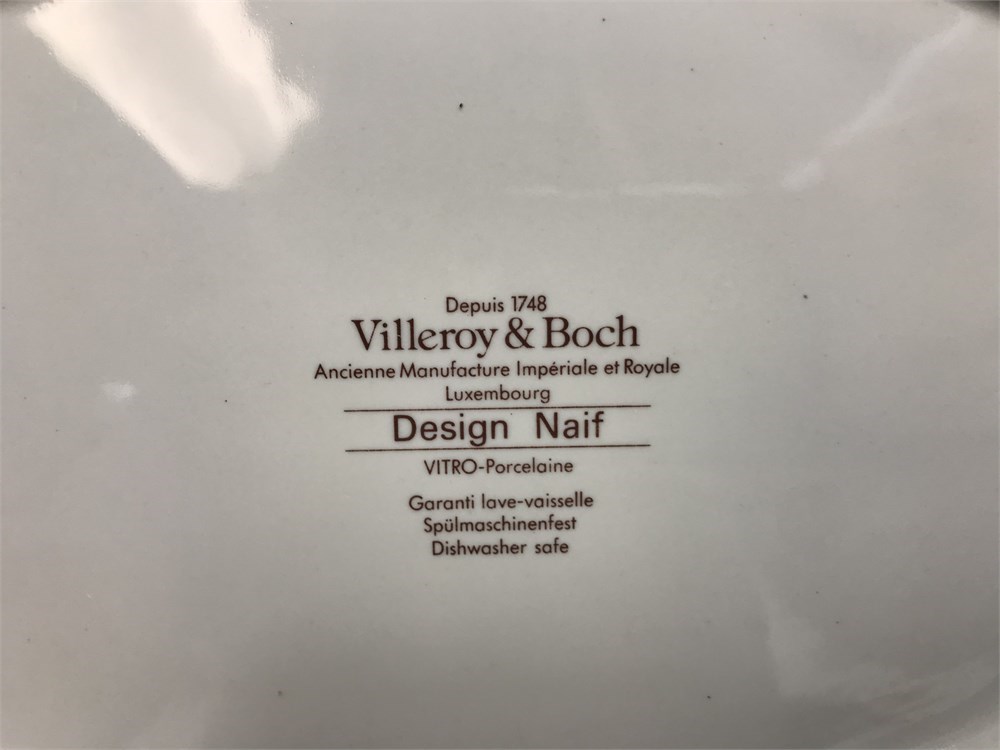 Depuis 1748
Villeroy & Boch
Ancienne Manufacture Impériale et Royale
Luxembourg
Design Naif
VITRO-Porcelaine
Garanti lave-vaisselle
Spülmaschinenfest
Dishwasher safe